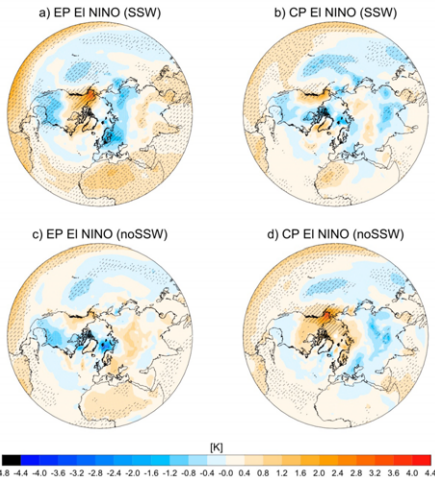 a) EP El NINO (SSW)
b) CP El NINO (SSW)
c) EP El NINO (noSSW)
d) CP El NINO (noSSW)
[K]
4.8 -4.4 -4.0 -3.6 -3.2 -2.8 -2.4 -2.0 -1.6 -1.2 -0.8 -0.4 -0.0 0.4 0.8 1.2 1.6 2.0 2.4 2.8 3.2 3.6 4.0 4.4